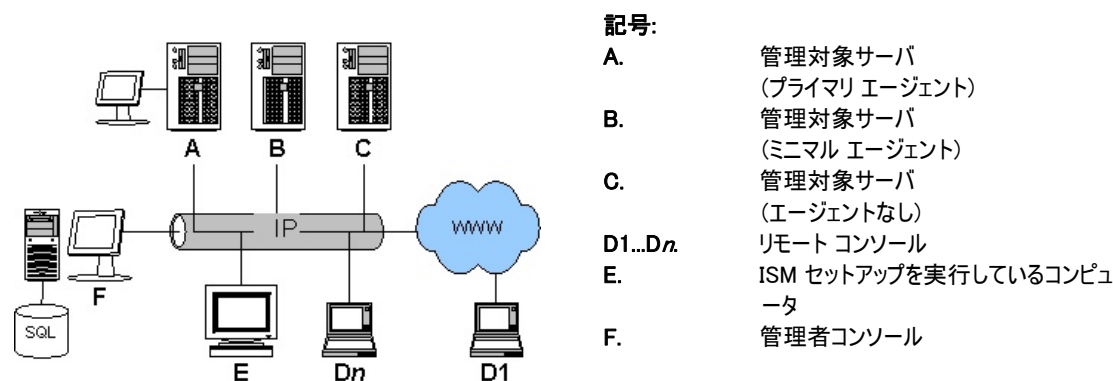 A
B
C
IP
WWW
F
SQL
E
Dn
D1
記号:
A. 管理対象サーバ
(プライマリ エージェント)
B. 管理対象サーバ
(ミニマル エージェント)
C. 管理対象サーバ
(エージェントなし)
D1...Dn. リモート コンソール
E. ISM セットアップを実行しているコンピュ
ータ
F. 管理者コンソール